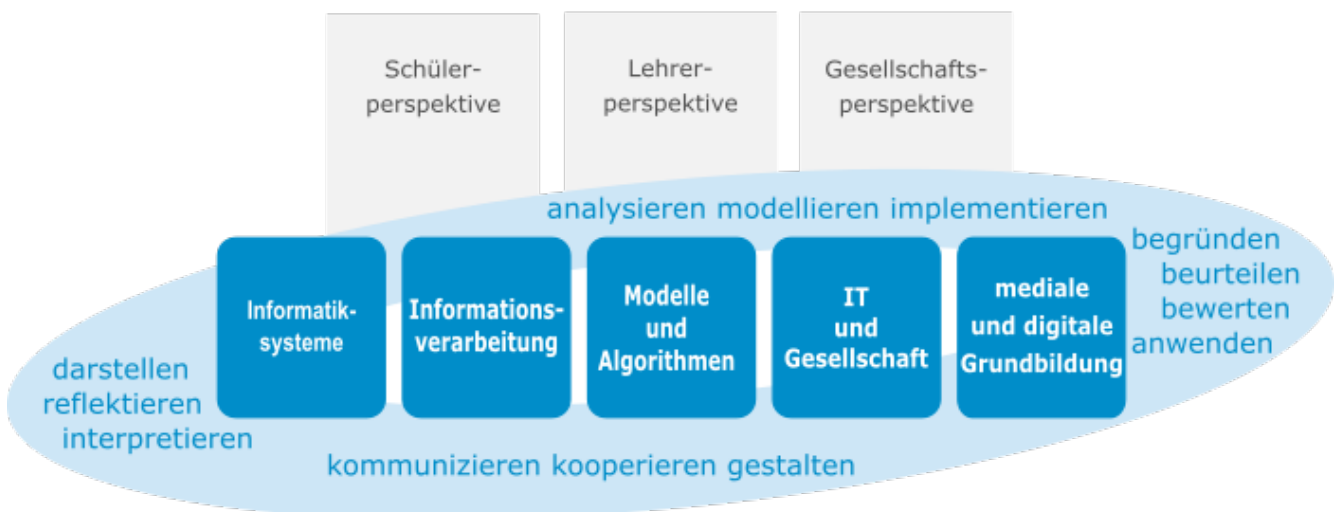 Schüler-
perspektive
Lehrer-
perspektive
Gesellschafts-
perspektive
analysieren modellieren implementieren
begründen
beurteilen
bewerten
anwenden
Informatik-
systeme
Informations-
verarbeitung
Modelle
und
Algorithmen
IT
und
Gesellschaft
mediale
und digitale
Grundbildung
darstellen
reflektieren
interpretieren
kommunizieren kooperieren gestalten